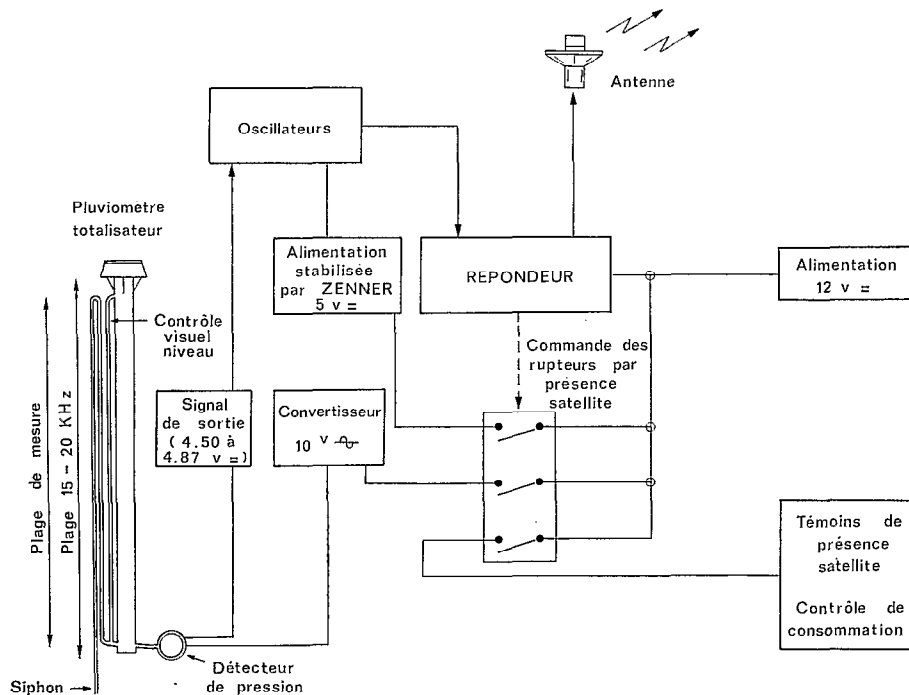 Antenne
Oscillateurs
Pluviomètre
totalisateur
Alimentation
stabilisée
par ZENNER
5 v =
REPONDEUR
Alimentation
12 v =
Contrôle
visuel
niveau
Commande des
rupteurs par
présence
satellite
Signal
de sortie
( 4.50 à
4.87 v = )
Convertisseur
10 v
Plage de mesure
Plage 15 - 20 KHz
Témoins de
présence
satellite
Contrôle de
consommation
Détecteur
de pression
Siphon